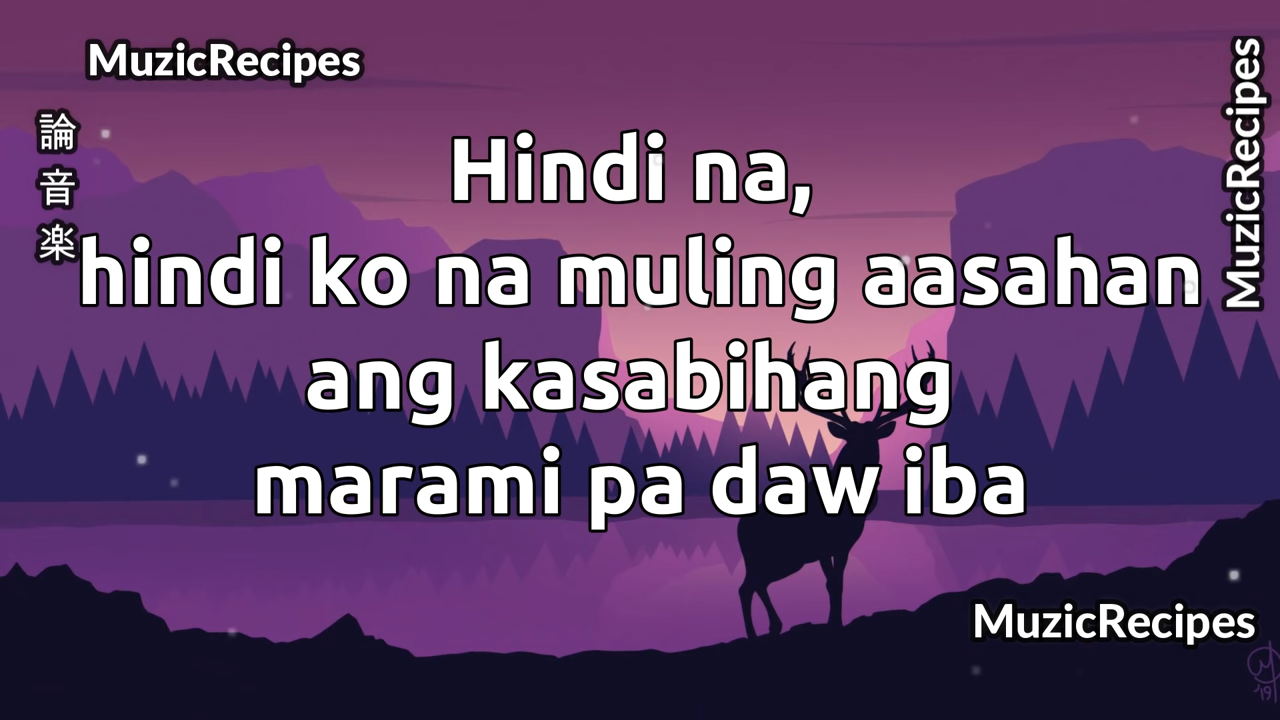 MuzicRecipes
MuzicRecipes
論音楽
Hindi na,
hindi ko na muling aasahan
ang kasabihang
marami pa daw iba
MuzicRecipes
'19